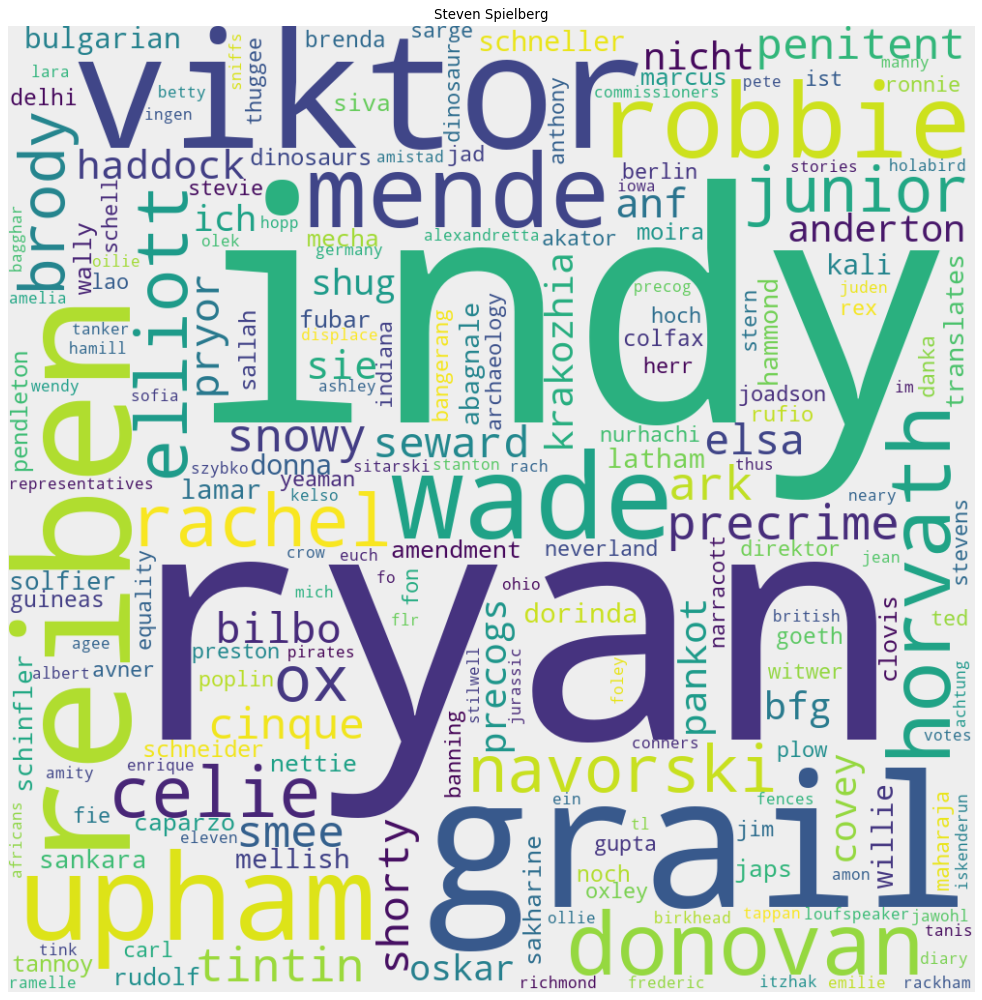 Steven Spielberg
bulgarian
viktor
brenda
sarge
schneller
nicht
penitent
lara
sniffs
thuggee
dinosaurge
marcus
ist
manny
delhi
betty
ingen
siva
anthony
commissioners
pete
ronnie
robbie
brody
haddock
dinosaurs
amistad
jad
mende
berlin
stories
holabird
stevie
iowa
junior
schell
elliott
ich
hopp
anf
anderton
bagghar
wally
olek
mecha
alexandretta
akator
moira
oilie
germany
indy
kali
lao
pryor
shug
krakozhia
precog
juden
translates
amelia
fubar
abagnale
archaeology
hoch
stern
hammond
rex
tanker
sallah
displace
colfax
hamill
sie
indiana
bangerang
herr
danka
wendy
sofia
ashley
joadson
im
pendleton
rufio
reiben
snowy
seward
nurhachi
elsa
horvath
szybko
donna
sitarski
stanton
rach
latham
thus
representatives
lamar
yeaman
kelso
wade
ark
neary
rachel
precrime
stevens
crow
euch
amendment
neverland
narracott
direktor
jean
solfier
equality
fo
fon
ohio
guineas
mich
flr
precogs
dorinda
pankot
british
clovis
ted
agee
bilbo
ryan
goeth
preston
pirates
albert
avner
poplin
ox
stilwell
jurassic
foley
witwer
achtung
schinfler
cinque
bfg
schneider
banning
conners
plow
votes
amity
enrique
nettie
navorski
celie
ein
fences
covey
africans
fie
caparzo
eleven
smee
shorty
grail
tl
jim
willie
maharaja
iskenderun
sankara
mellish
gupta
noch
japs
amon
upham
sakharine
oxley
ollie
birkhead
tappan
loufspeaker
jawohl
tink
carl
donovan
tanis
tannoy
tintin
oskar
diary
ramelle
rudolf
richmond
frederic
itzhak
emilie
rackham